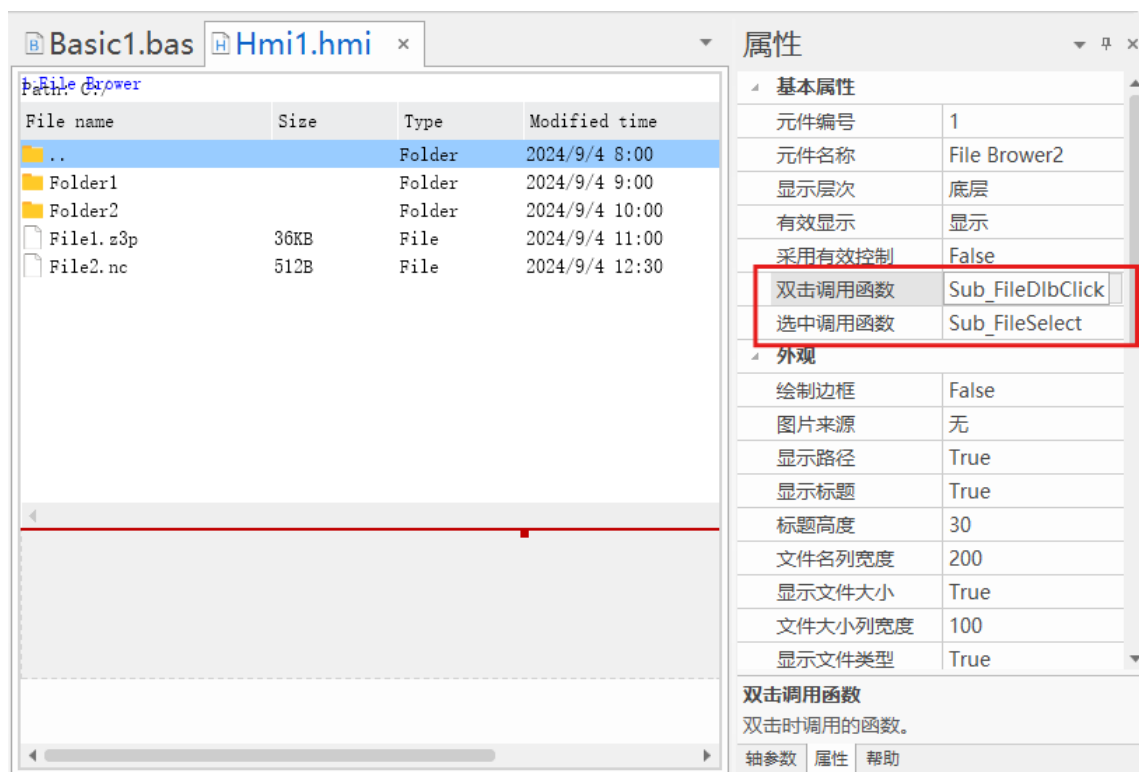 Basic1.bas Hmi1.hmi ×
1:File Brower
Path: C:/
File name Size Type Modified time
.. Folder 2024/9/4 8:00
Folder1 Folder 2024/9/4 9:00
Folder2 Folder 2024/9/4 10:00
File1.z3p 36KB File 2024/9/4 11:00
File2.nc 512B File 2024/9/4 12:30
属性
基本属性
元件编号 1
元件名称 File Brower2
显示层次 底层
有效显示 显示
采用有效控制 False
双击调用函数 Sub_FileDlbClick
选中调用函数 Sub_FileSelect
外观
绘制边框 False
图片来源 无
显示路径 True
显示标题 True
标题高度 30
文件名列宽度 200
显示文件大小 True
文件大小列宽度 100
显示文件类型 True
双击调用函数
双击时调用的函数。
轴参数 属性 帮助